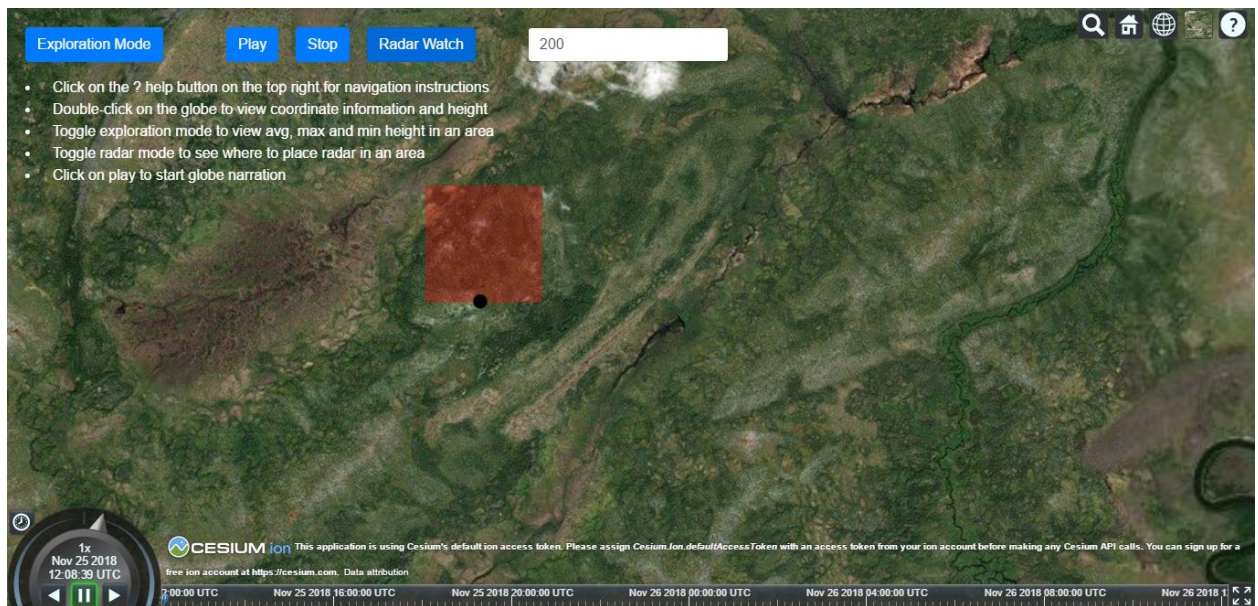 Exploration Mode
Play
Stop
Radar Watch
200
?
Click on the ? help button on the top right for navigation instructions
Double-click on the globe to view coordinate information and height
Toggle exploration mode to view avg, max and min height in an area
Toggle radar mode to see where to place radar in an area
Click on play to start globe narration
1x
Nov 25 2018
12:08:39 UTC
CESIUM ion This application is using Cesium's default ion access token. Please assign Cesium.Ion.defaultAccessToken with an access token from your ion account before making any Cesium API calls. You can sign up for a
free ion account at https://cesium.com. Data attribution
:00:00 UTC Nov 25 2018 16:00:00 UTC Nov 25 2018 20:00:00 UTC Nov 26 2018 00:00:00 UTC Nov 26 2018 04:00:00 UTC Nov 26 2018 08:00:00 UTC Nov 26 2018 1